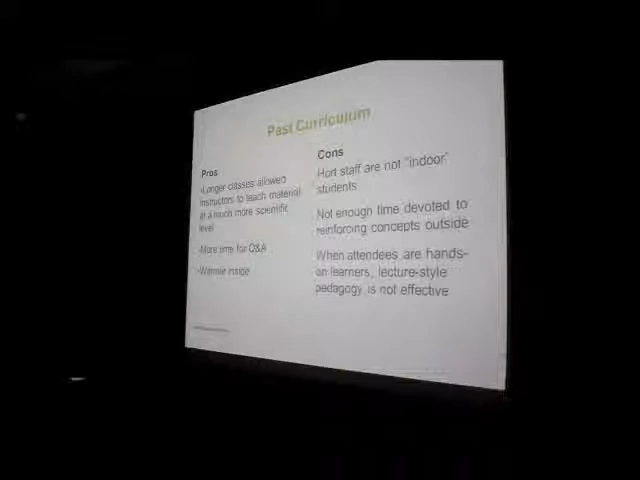 Past Curriculum
Pros
-Longer classes allowed
instructors to teach material
at a much more scientific
level
-More time for Q&A
-Warmer inside
Cons
Hort staff are not "indoor"
students
Not enough time devoted to
reinforcing concepts outside
When attendees are hands-
on learners, lecture-style
pedagogy is not effective